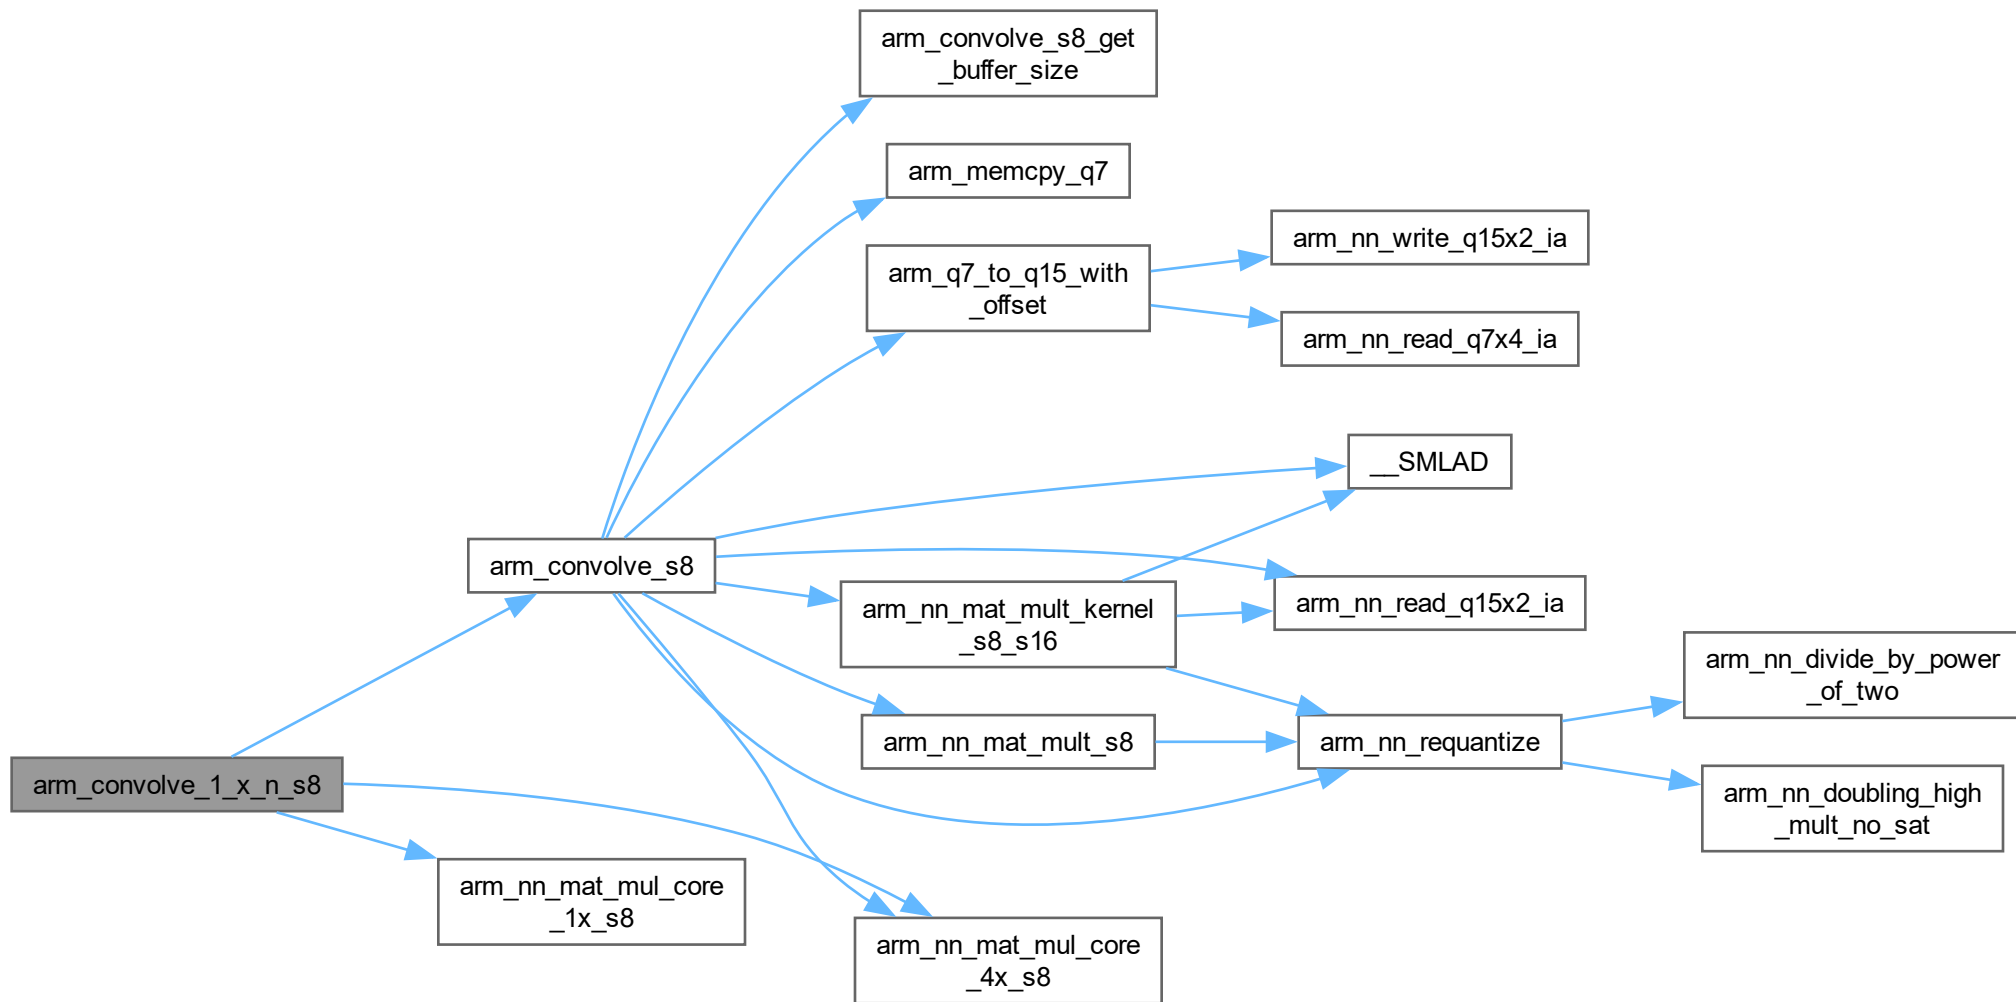 arm_convolve_s8_get
_buffer_size
arm_memcpy_q7
arm_nn_write_q15x2_ia
arm_q7_to_q15_with
_offset
arm_nn_read_q7x4_ia
__SMLAD
arm_convolve_s8
arm_nn_mat_mult_kernel
_s8_s16
arm_nn_read_q15x2_ia
arm_nn_divide_by_power
_of_two
arm_nn_mat_mult_s8
arm_nn_requantize
arm_convolve_1_x_n_s8
arm_nn_doubling_high
_mult_no_sat
arm_nn_mat_mul_core
_1x_s8
arm_nn_mat_mul_core
_4x_s8